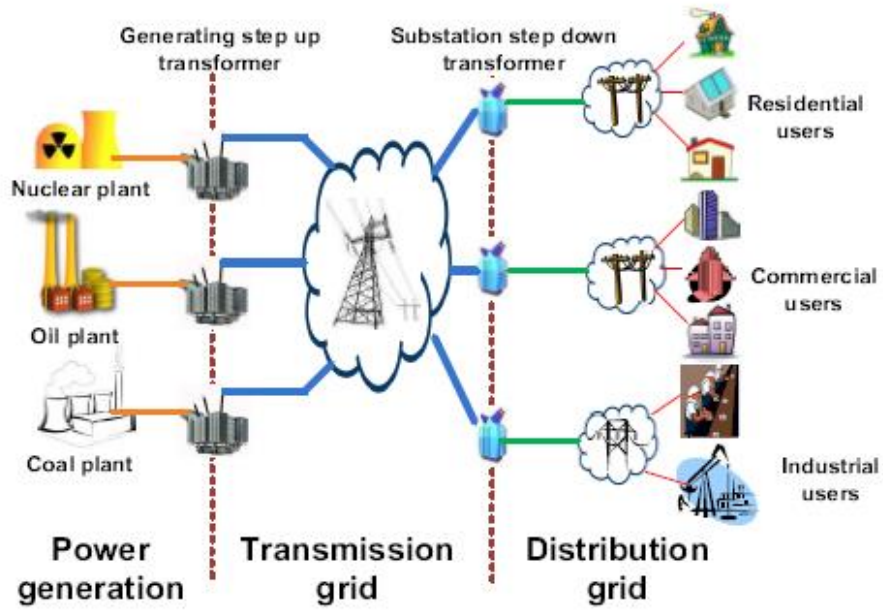 Generating step up
transformer
Substation step down
transformer
Nuclear plant
Oil plant
Coal plant
Residential
users
Commercial
users
Industrial
users
Power
generation
Transmission
grid
Distribution
grid